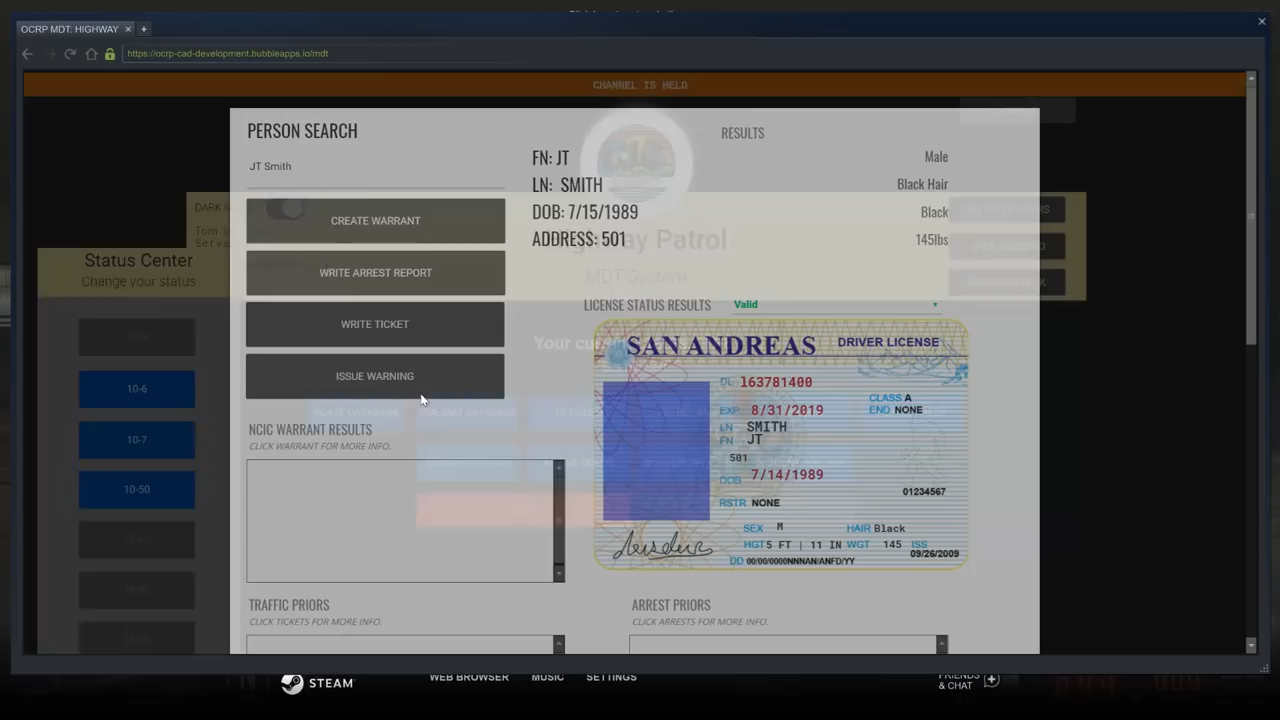 OCRP MDT: HIGHWAY
https://ocrp-cad-development.bubbleapps.io/mdt
CHANNEL IS HELD
PERSON SEARCH
JT Smith
CREATE WARRANT
WRITE ARREST REPORT
WRITE TICKET
ISSUE WARNING
NCIC WARRANT RESULTS
CLICK WARRANT FOR MORE INFO.
TRAFFIC PRIORS
CLICK TICKETS FOR MORE INFO.
RESULTS
FN: JT
Male
LN: SMITH
Black Hair
DOB: 7/15/1989
Black
ADDRESS: 501
145lbs
LICENSE STATUS RESULTS
Valid
SAN ANDREAS
DRIVER LICENSE
DL 163781400
CLASS A
EXP 8/31/2019
END NONE
LN SMITH
FN JT
501
DOB 7/14/1989
01234567
RSTR NONE
SEX M
HAIR Black
HGT 5 FT | 11 IN WGT 145 ISS
09/26/2009
DD 00/00/0000NNNAN/ANFD/YY
ARREST PRIORS
CLICK ARRESTS FOR MORE INFO.
Status Center
Change your status
10-6
10-7
10-50
Patrol
MDT System
STEAM
WEB BROWSER
MUSIC
SETTINGS
FRIENDS
& CHAT